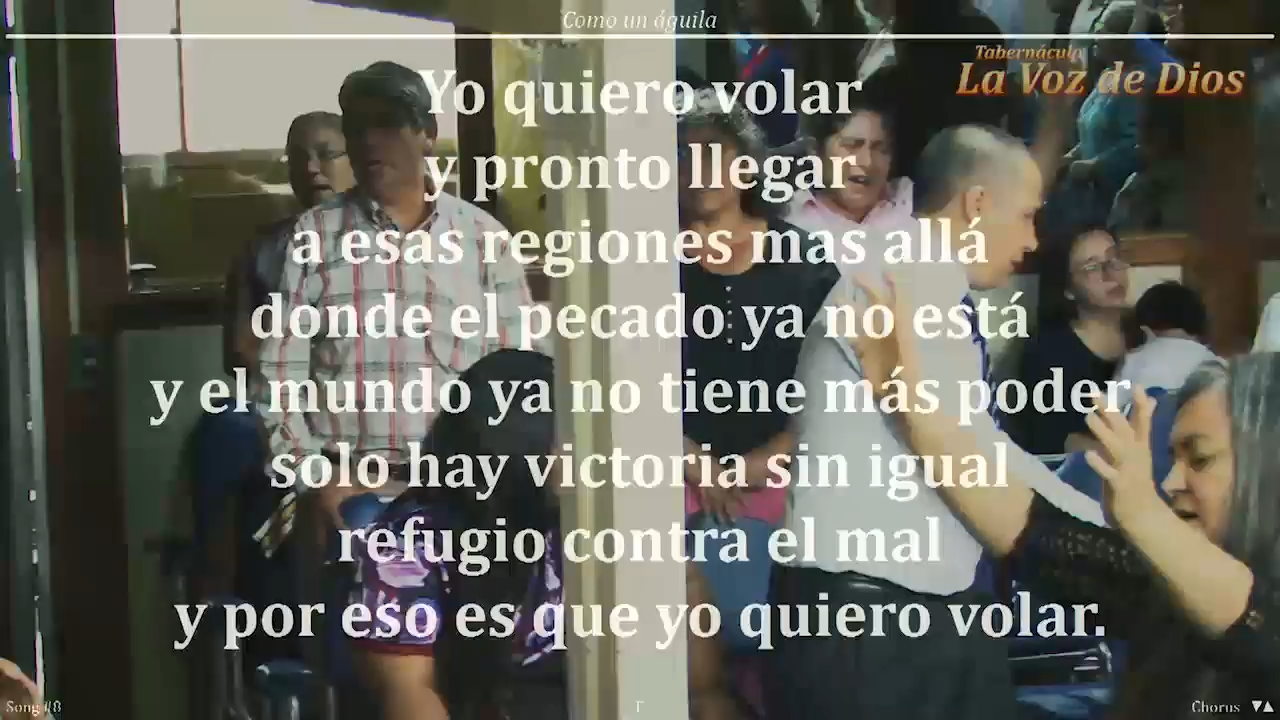 Como un águila
Tabernáculo
La Voz de Dios
Yo quiero volar
y pronto llegar
a esas regiones mas allá
donde el pecado ya no está
y el mundo ya no tiene más poder
solo hay victoria sin igual
refugio contra el mal
y por eso es que yo quiero volar.
Song #8
Chorus ▼▲